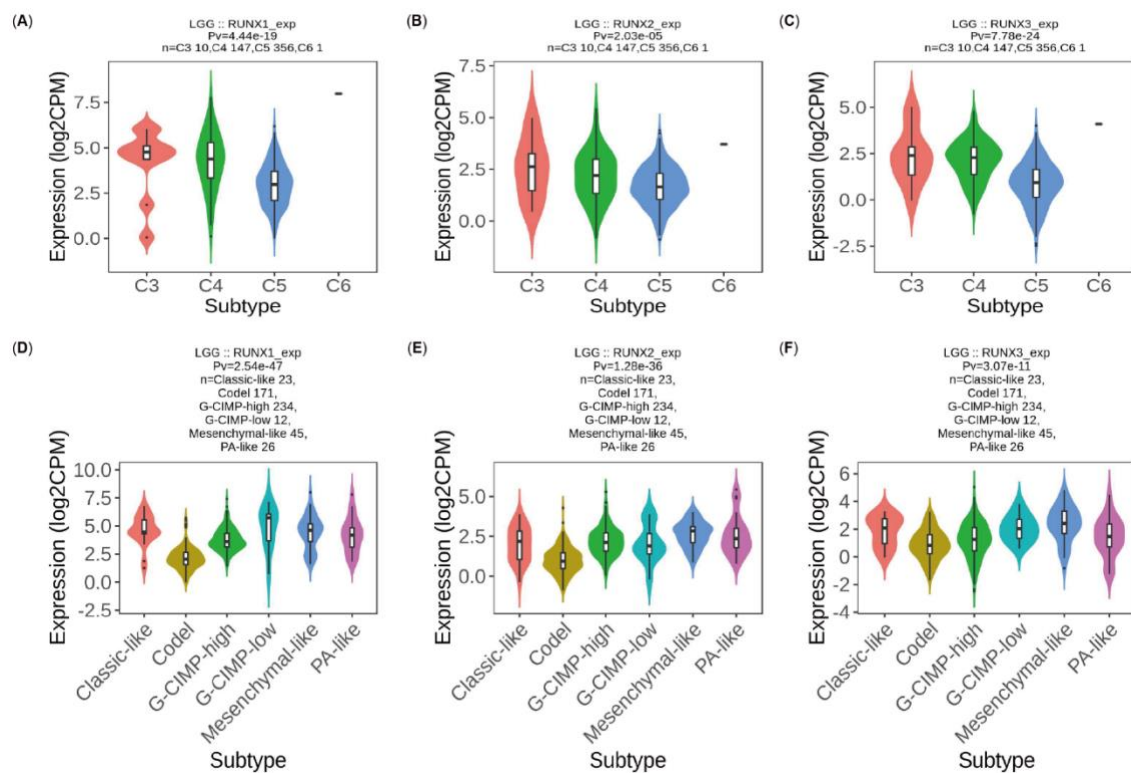 (A)
LGG :: RUNX1_exp
Pv=4.44e-19
n=C3 10,C4 147,C5 356,C6 1
Expression (log2CPM)
7.5
5.0
2.5
0.0
C3 C4 C5 C6
Subtype
(B)
LGG :: RUNX2_exp
Pv=2.03e-05
n=C3 10,C4 147,C5 356,C6 1
Expression (log2CPM)
7.5
5.0
2.5
0.0
C3 C4 C5 C6
Subtype
(C)
LGG :: RUNX3_exp
Pv=7.78e-24
n=C3 10,C4 147,C5 356,C6 1
Expression (log2CPM)
5.0
2.5
0.0
-2.5
C3 C4 C5 C6
Subtype
(D)
LGG :: RUNX1_exp
Pv=2.54e-47
n=Classic-like 23,
Codel 171,
G-CIMP-high 234,
G-CIMP-low 12,
Mesenchymal-like 45,
PA-like 26
Expression (log2CPM)
10.0
7.5
5.0
2.5
0.0
-2.5
Classic-like
Codel
G-CIMP-high
G-CIMP-low
Mesenchymal-like
PA-like
Subtype
(E)
LGG :: RUNX2_exp
Pv=1.28e-36
n=Classic-like 23,
Codel 171,
G-CIMP-high 234,
G-CIMP-low 12,
Mesenchymal-like 45,
PA-like 26
Expression (log2CPM)
5.0
2.5
0.0
Classic-like
Codel
G-CIMP-high
G-CIMP-low
Mesenchymal-like
PA-like
Subtype
(F)
LGG :: RUNX3_exp
Pv=3.07e-11
n=Classic-like 23,
Codel 171,
G-CIMP-high 234,
G-CIMP-low 12,
Mesenchymal-like 45,
PA-like 26
Expression (log2CPM)
6
4
2
0
-2
-4
Classic-like
Codel
G-CIMP-high
G-CIMP-low
Mesenchymal-like
PA-like
Subtype